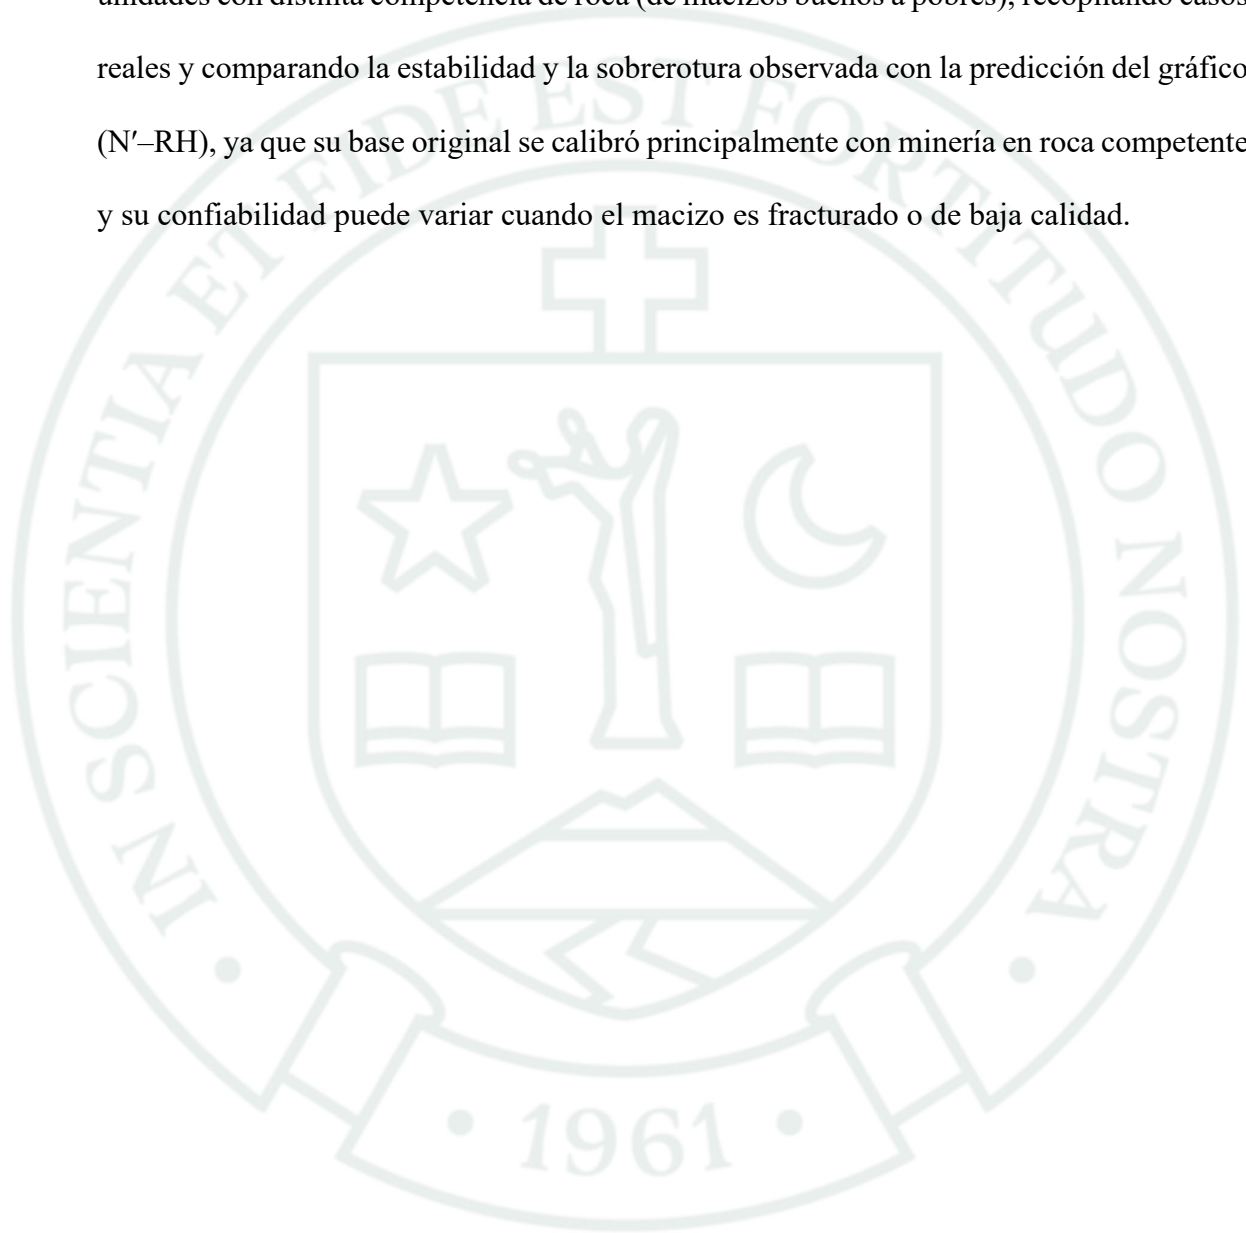 unidades con distinta competencia de roca (de macizos buenos a pobres), recopilando casos
reales y comparando la estabilidad y la sobrerotura observada con la predicción del gráfico
(N′–RH), ya que su base original se calibró principalmente con minería en roca competente
y su confiabilidad puede variar cuando el macizo es fracturado o de baja calidad.
IN SCIENTIA ET FIDE EST FORTITUDO NOSTRA
• 1961 •